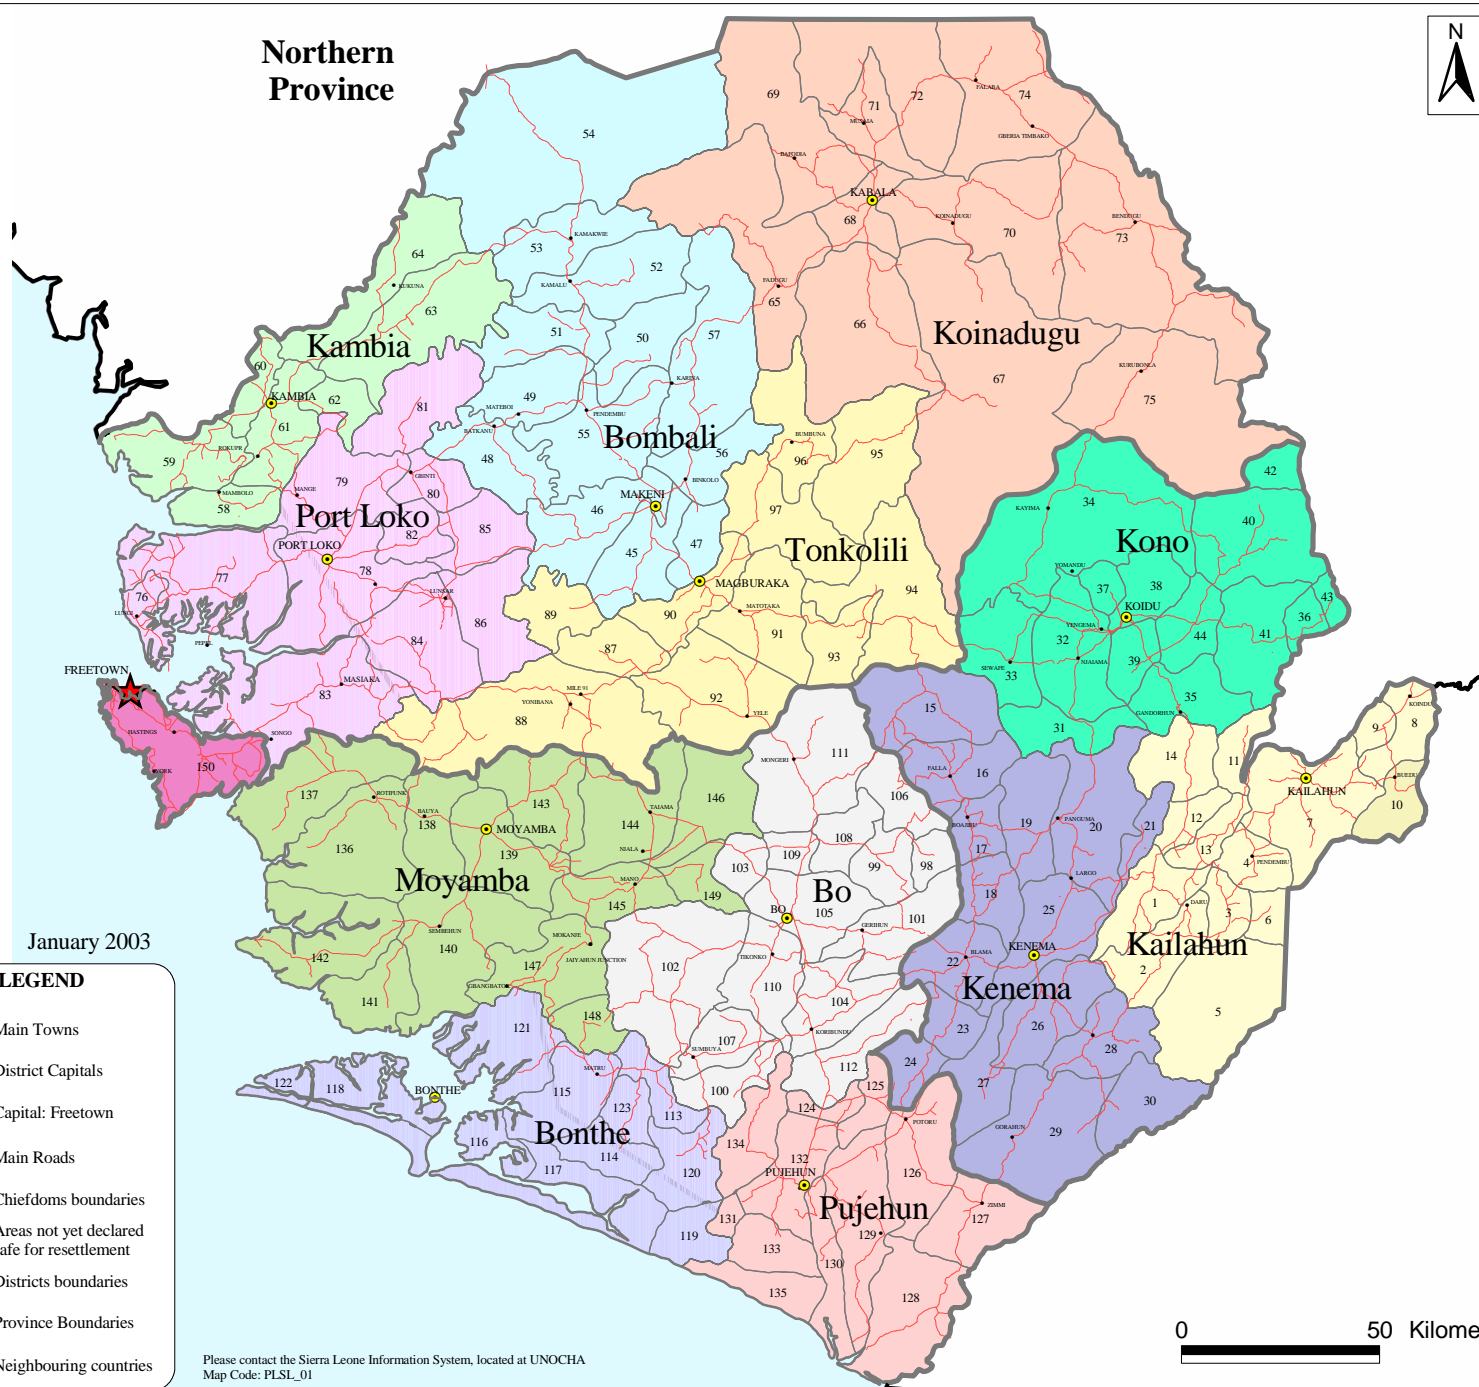 Northern
Province
N
69
71
72
FALABA
74
MUSAIA
GBERIA TIMBAKO
54
BAFODIA
KABALA
68
KOINADUGU
70
BENDUGU
73
64
53
KAMAKWIE
52
KUKUNA
KAMALU
FADUGU
65
63
51
50
57
66
Koinadugu
Kambia
60
KURUBONLA
67
75
KARINA
KAMBIA
62
81
49
MATEBOI
PENDEMBU
61
BATKANU
55
Bombali
56
BUMBUNA
96
95
59
ROKUPR
48
42
79
GBINTI
80
BINKOLO
MAMBOLO
MANGE
58
MAKENI
34
KAYIMA
46
97
40
Port Loko
85
82
Kono
PORT LOKO
47
Tonkolili
45
77
78
YOMANDU
38
37
MAGBURAKA
94
76
LUNSAR
89
KOIDU
43
LUNGI
90
MATOTAKA
36
YENGEMA
44
41
84
86
91
32
PEPEL
87
93
NJAIAMA
39
SEWAFE
33
FREETOWN
MASIAKA
83
MILE 91
92
35
YONIBANA
YELE
GANDORHUN
KOINDU
9
8
88
15
31
HASTINGS
SONGO
111
14
11
MONGERI
YORK
150
FALLA
16
KAILAHUN
BUEDU
10
137
ROTIFUNK
143
146
106
BAUYA
138
TAIAMA
144
BOAJIBU
19
PANGUMA
20
21
12
7
MOYAMBA
136
139
NJALA
108
109
17
13
4
PENDEMBU
103
99
98
Moyamba
MANO
Bo
LARGO
149
18
145
105
BO
101
25
1
DARU
3
6
SEMBEHUN
GERIHUN
January 2003
140
MOKANJE
Kailahun
142
JAIYAHUN JUNCTION
TIKONKO
BLAMA
KENEMA
22
102
2
147
LEGEND
GBANGBATOK
110
Kenema
141
104
148
121
5
Main Towns
KORIBUNDU
23
26
107
28
SUMBUYA
District Capitals
24
112
MATRU
27
122
118
BONTHE
115
100
125
30
Capital: Freetown
123
113
124
POTORU
116
Bonthe
134
GORAHUN
29
Main Roads
117
114
132
120
PUJEHUN
126
Chiefdoms boundaries
Pujehun
ZIMMI
131
127
Areas not yet declared
afe for resettlement
119
133
129
130
Districts boundaries
135
128
Province Boundaries
0 50 Kilome
Neighbouring countries
Please contact the Sierra Leone Information System, located at UNOCHA
Map Code: PLSL_01